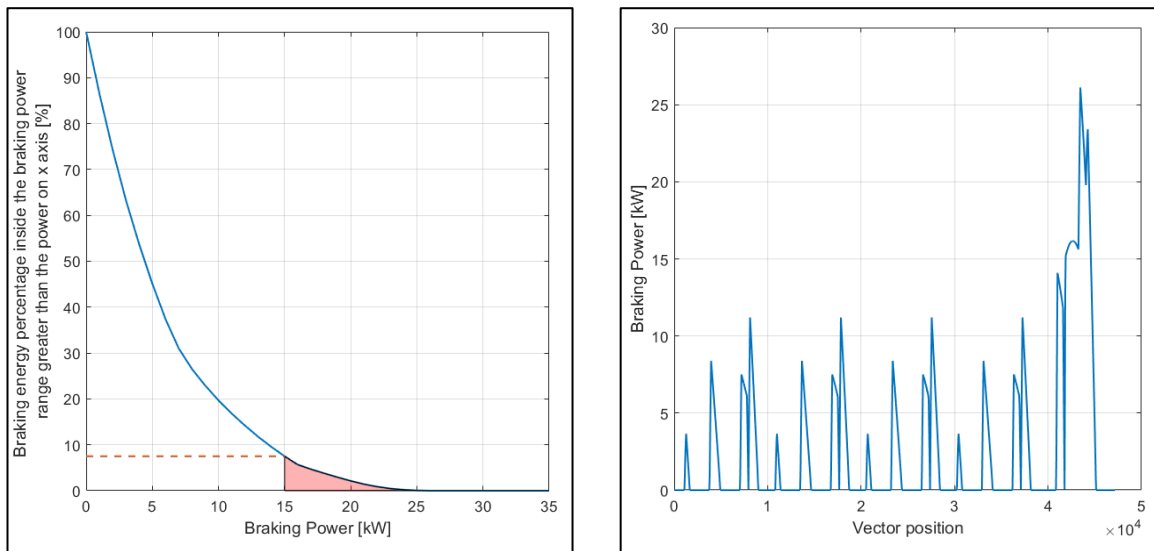 Braking energy percentage inside the braking power
range greater than the power on x axis [%]
100
90
80
70
60
50
40
30
20
10
0
0 5 10 15 20 25 30 35
Braking Power [kW]
Braking Power [kW]
30
25
20
15
10
5
0
0 1 2 3 4 5
Vector position
× 10⁴